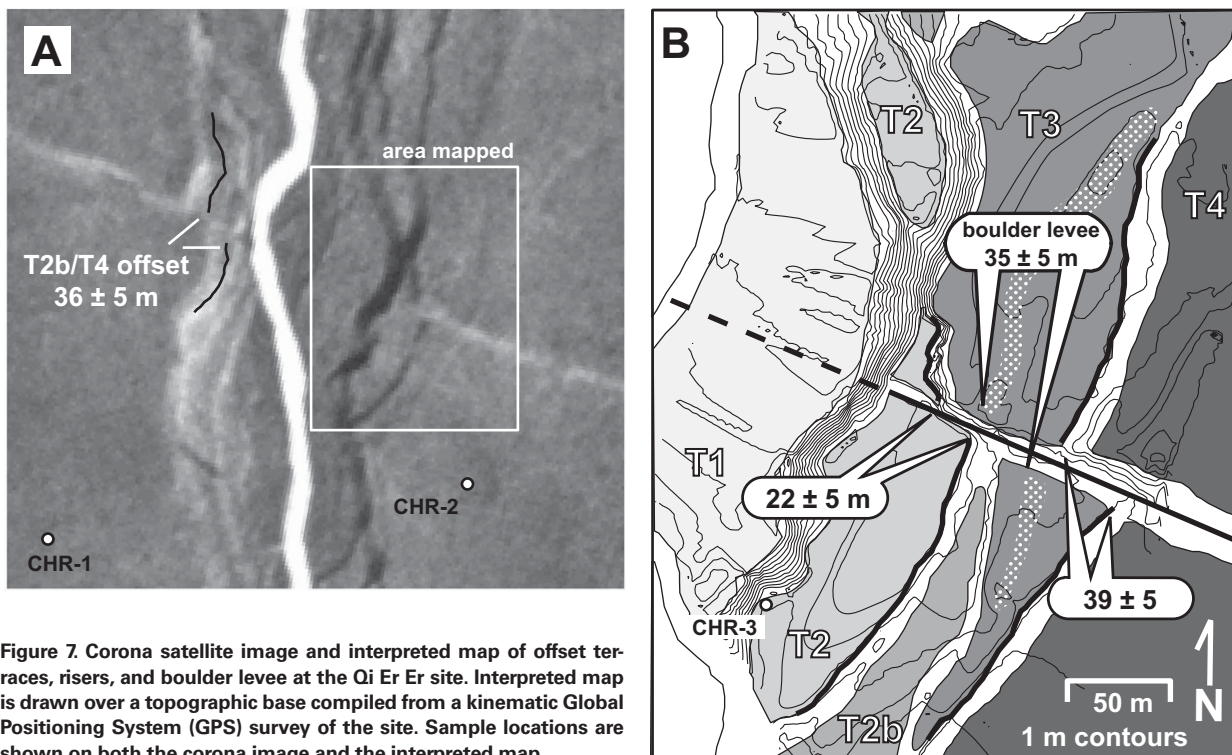 A
area mapped
T2b/T4 offset
36 ± 5 m
CHR-2
CHR-1
Figure 7. Corona satellite image and interpreted map of offset ter-
races, risers, and boulder levee at the Qi Er Er site. Interpreted map
is drawn over a topographic base compiled from a kinematic Global
Positioning System (GPS) survey of the site. Sample locations are
shown on both the corona image and the interpreted map.
B
T2
T3
T4
boulder levee
35 ± 5 m
T1
22 ± 5 m
39 ± 5
CHR-3
T2
T2b
N
50 m
1 m contours